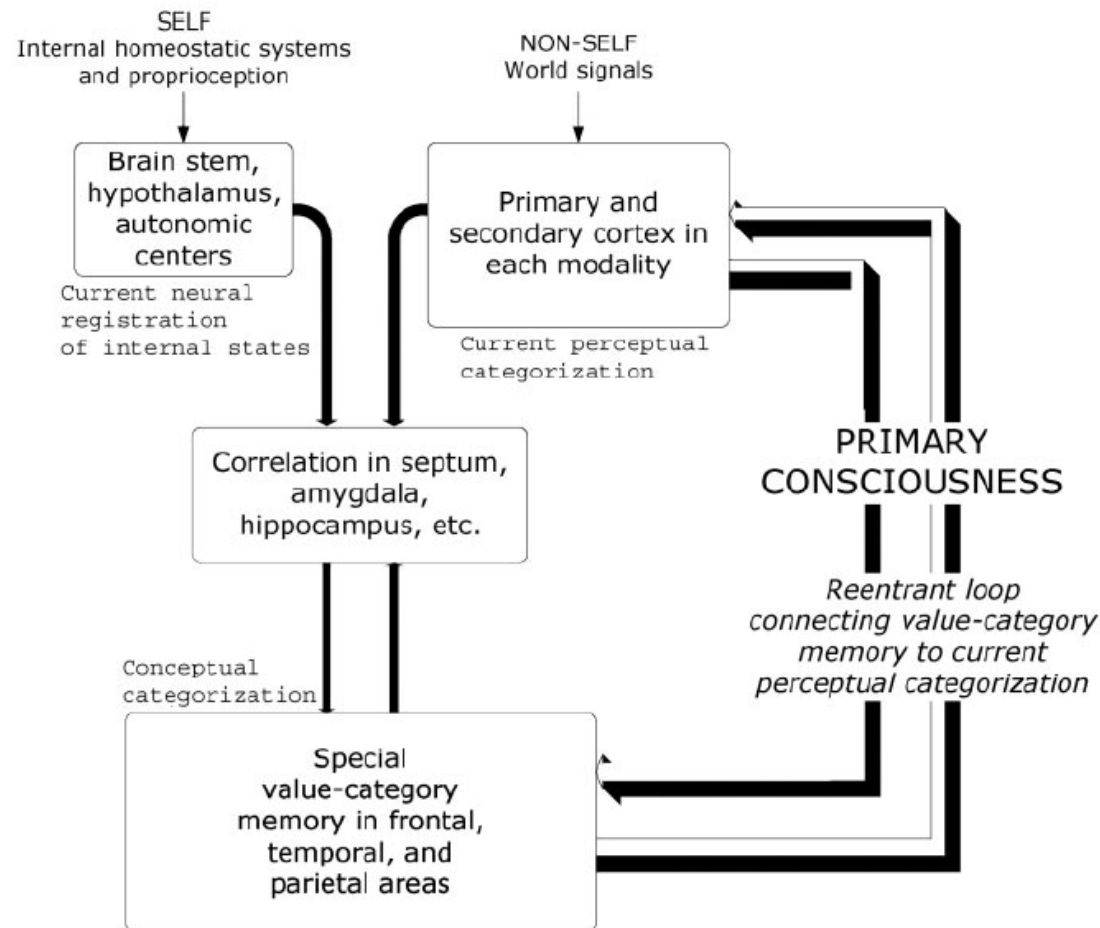 SELF
Internal homeostatic systems
and proprioception
NON-SELF
World signals
Brain stem,
hypothalamus,
autonomic
centers
Current neural
registration
of internal states
Primary and
secondary cortex in
each modality
Current perceptual
categorization
Correlation in septum,
amygdala,
hippocampus, etc.
PRIMARY
CONSCIOUSNESS
Reentrant loop
connecting value-category
memory to current
perceptual categorization
Conceptual
categorization
Special
value-category
memory in frontal,
temporal, and
parietal areas